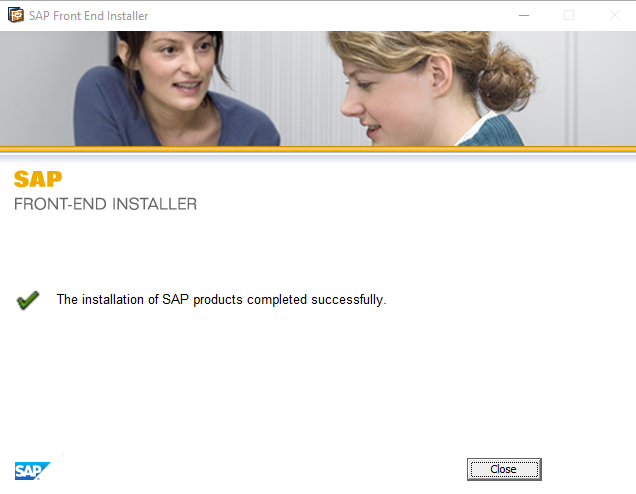 SAP Front End Installer
SAP
FRONT-END INSTALLER
The installation of SAP products completed successfully.
SAP
Close